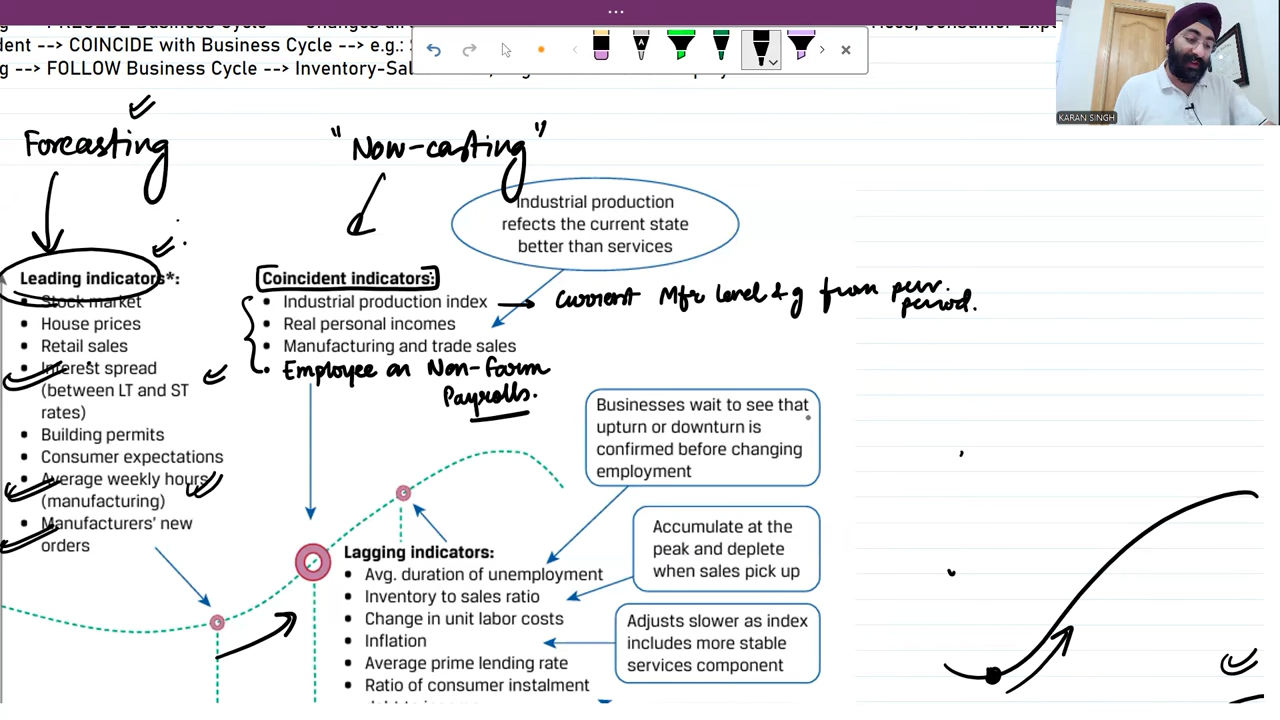 PRECEDE Business Cycle
dent --> COINCIDE with Business Cycle --> e.g.:
g --> FOLLOW Business Cycle --> Inventory-Sal
KARAN SINGH
Forcasting
"Now-casting"
Industrial production
refects the current state
better than services
Leading indicators*:
• Stock market
• House prices
• Retail sales
• Interest spread
(between LT and ST
rates)
• Building permits
• Consumer expectations
• Average weekly hours
(manufacturing)
• Manufacturers' new
orders
Coincident indicators:
• Industrial production index → Current Mfr Level & g from
period.
• Real personal incomes
• Manufacturing and trade sales
• Employee on Non-farm
Payrolls.
Businesses wait to see that
upturn or downturn is
confirmed before changing
employment
Accumulate at the
peak and deplete
when sales pick up
Adjusts slower as index
includes more stable
services component
Lagging indicators:
• Avg. duration of unemployment
• Inventory to sales ratio
• Change in unit labor costs
• Inflation
• Average prime lending rate
• Ratio of consumer instalment